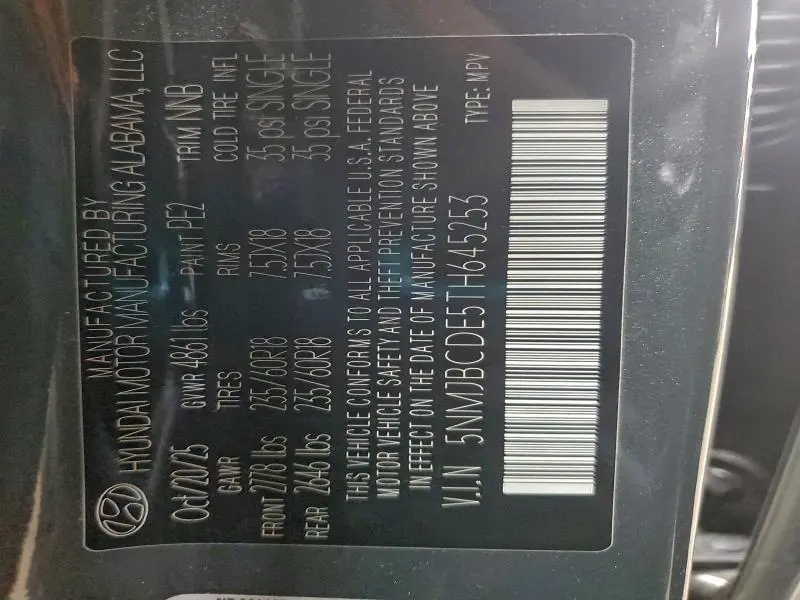 MANUFACTURED BY
HYUNDAI MOTOR MANUFACTURING ALABAMA, LLC
Oct/20/25 GVWR 4861 lbs PAINT PE2 TRIM NNB
GAWR TIRES RIMS COLD TIRE INFL
FRONT 2778 lbs 235/60R18 7.5JX18 35 psi SINGLE
REAR 2646 lbs 235/60R18 7.5JX18 35 psi SINGLE
THIS VEHICLE CONFORMS TO ALL APPLICABLE U.S.A. FEDERAL
MOTOR VEHICLE SAFETY AND THEFT PREVENTION STANDARDS
IN EFFECT ON THE DATE OF MANUFACTURE SHOWN ABOVE
V.I.N 5NMJBCDE5TH645253 TYPE: MPV